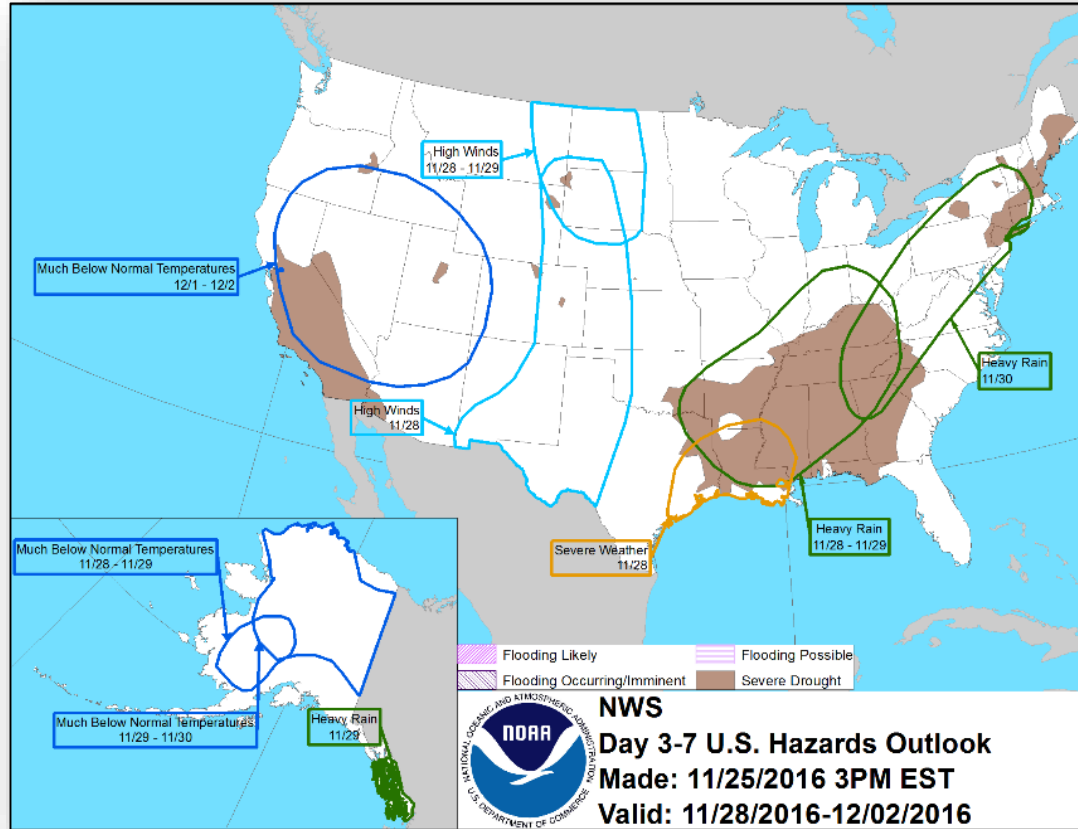 High Winds
11/28 - 11/29
Much Below Normal Temperatures
12/1 - 12/2
Heavy Rain
11/30
High Winds
11/28
Heavy Rain
11/28 - 11/29
Severe Weather
11/28
Much Below Normal Temperatures
11/28 - 11/29
Much Below Normal Temperatures
11/29 - 11/30
Heavy Rain
11/29
Flooding Likely
Flooding Possible
Flooding Occurring/Imminent
Severe Drought
NATIONAL OCEANIC AND ATMOSPHERIC ADMINISTRATION
NOAA
U.S. DEPARTMENT OF COMMERCE
NWS
Day 3-7 U.S. Hazards Outlook
Made: 11/25/2016 3PM EST
Valid: 11/28/2016-12/02/2016